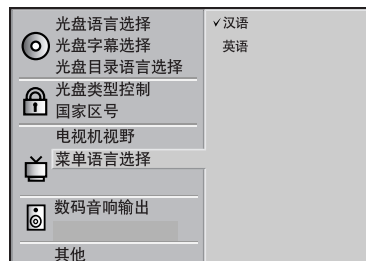 光盘语言选择
光盘字幕选择
光盘目录语言选择
光盘类型控制
国家区号
电视机视野
菜单语言选择
数码音响输出
其他
汉语
英语